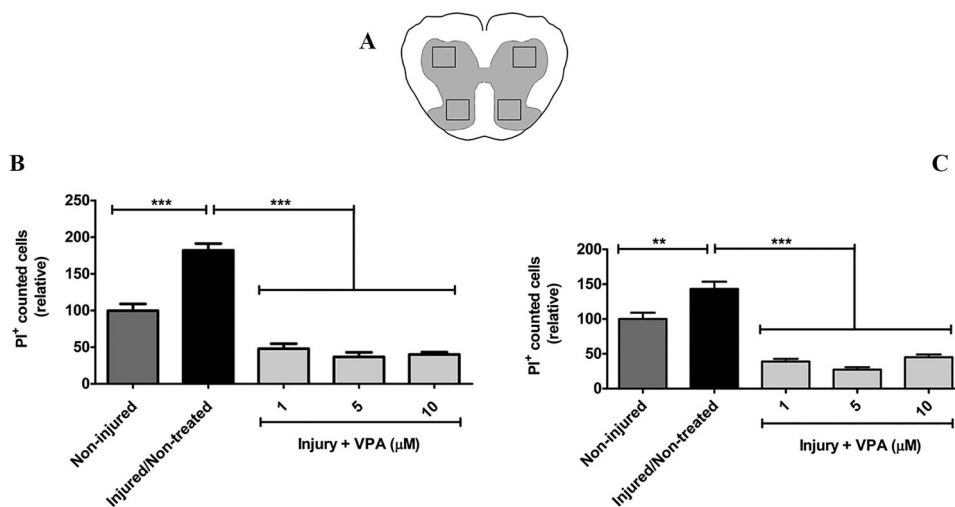 A
B
C
PI+ counted cells
(relative)
250
200
150
100
50
0
***
***
Non-injured
Injured/Non-treated
1
5
10
Injury + VPA (μM)
PI+ counted cells
(relative)
200
150
100
50
0
**
***
Non-injured
Injured/Non-treated
1
5
10
Injury + VPA (μM)